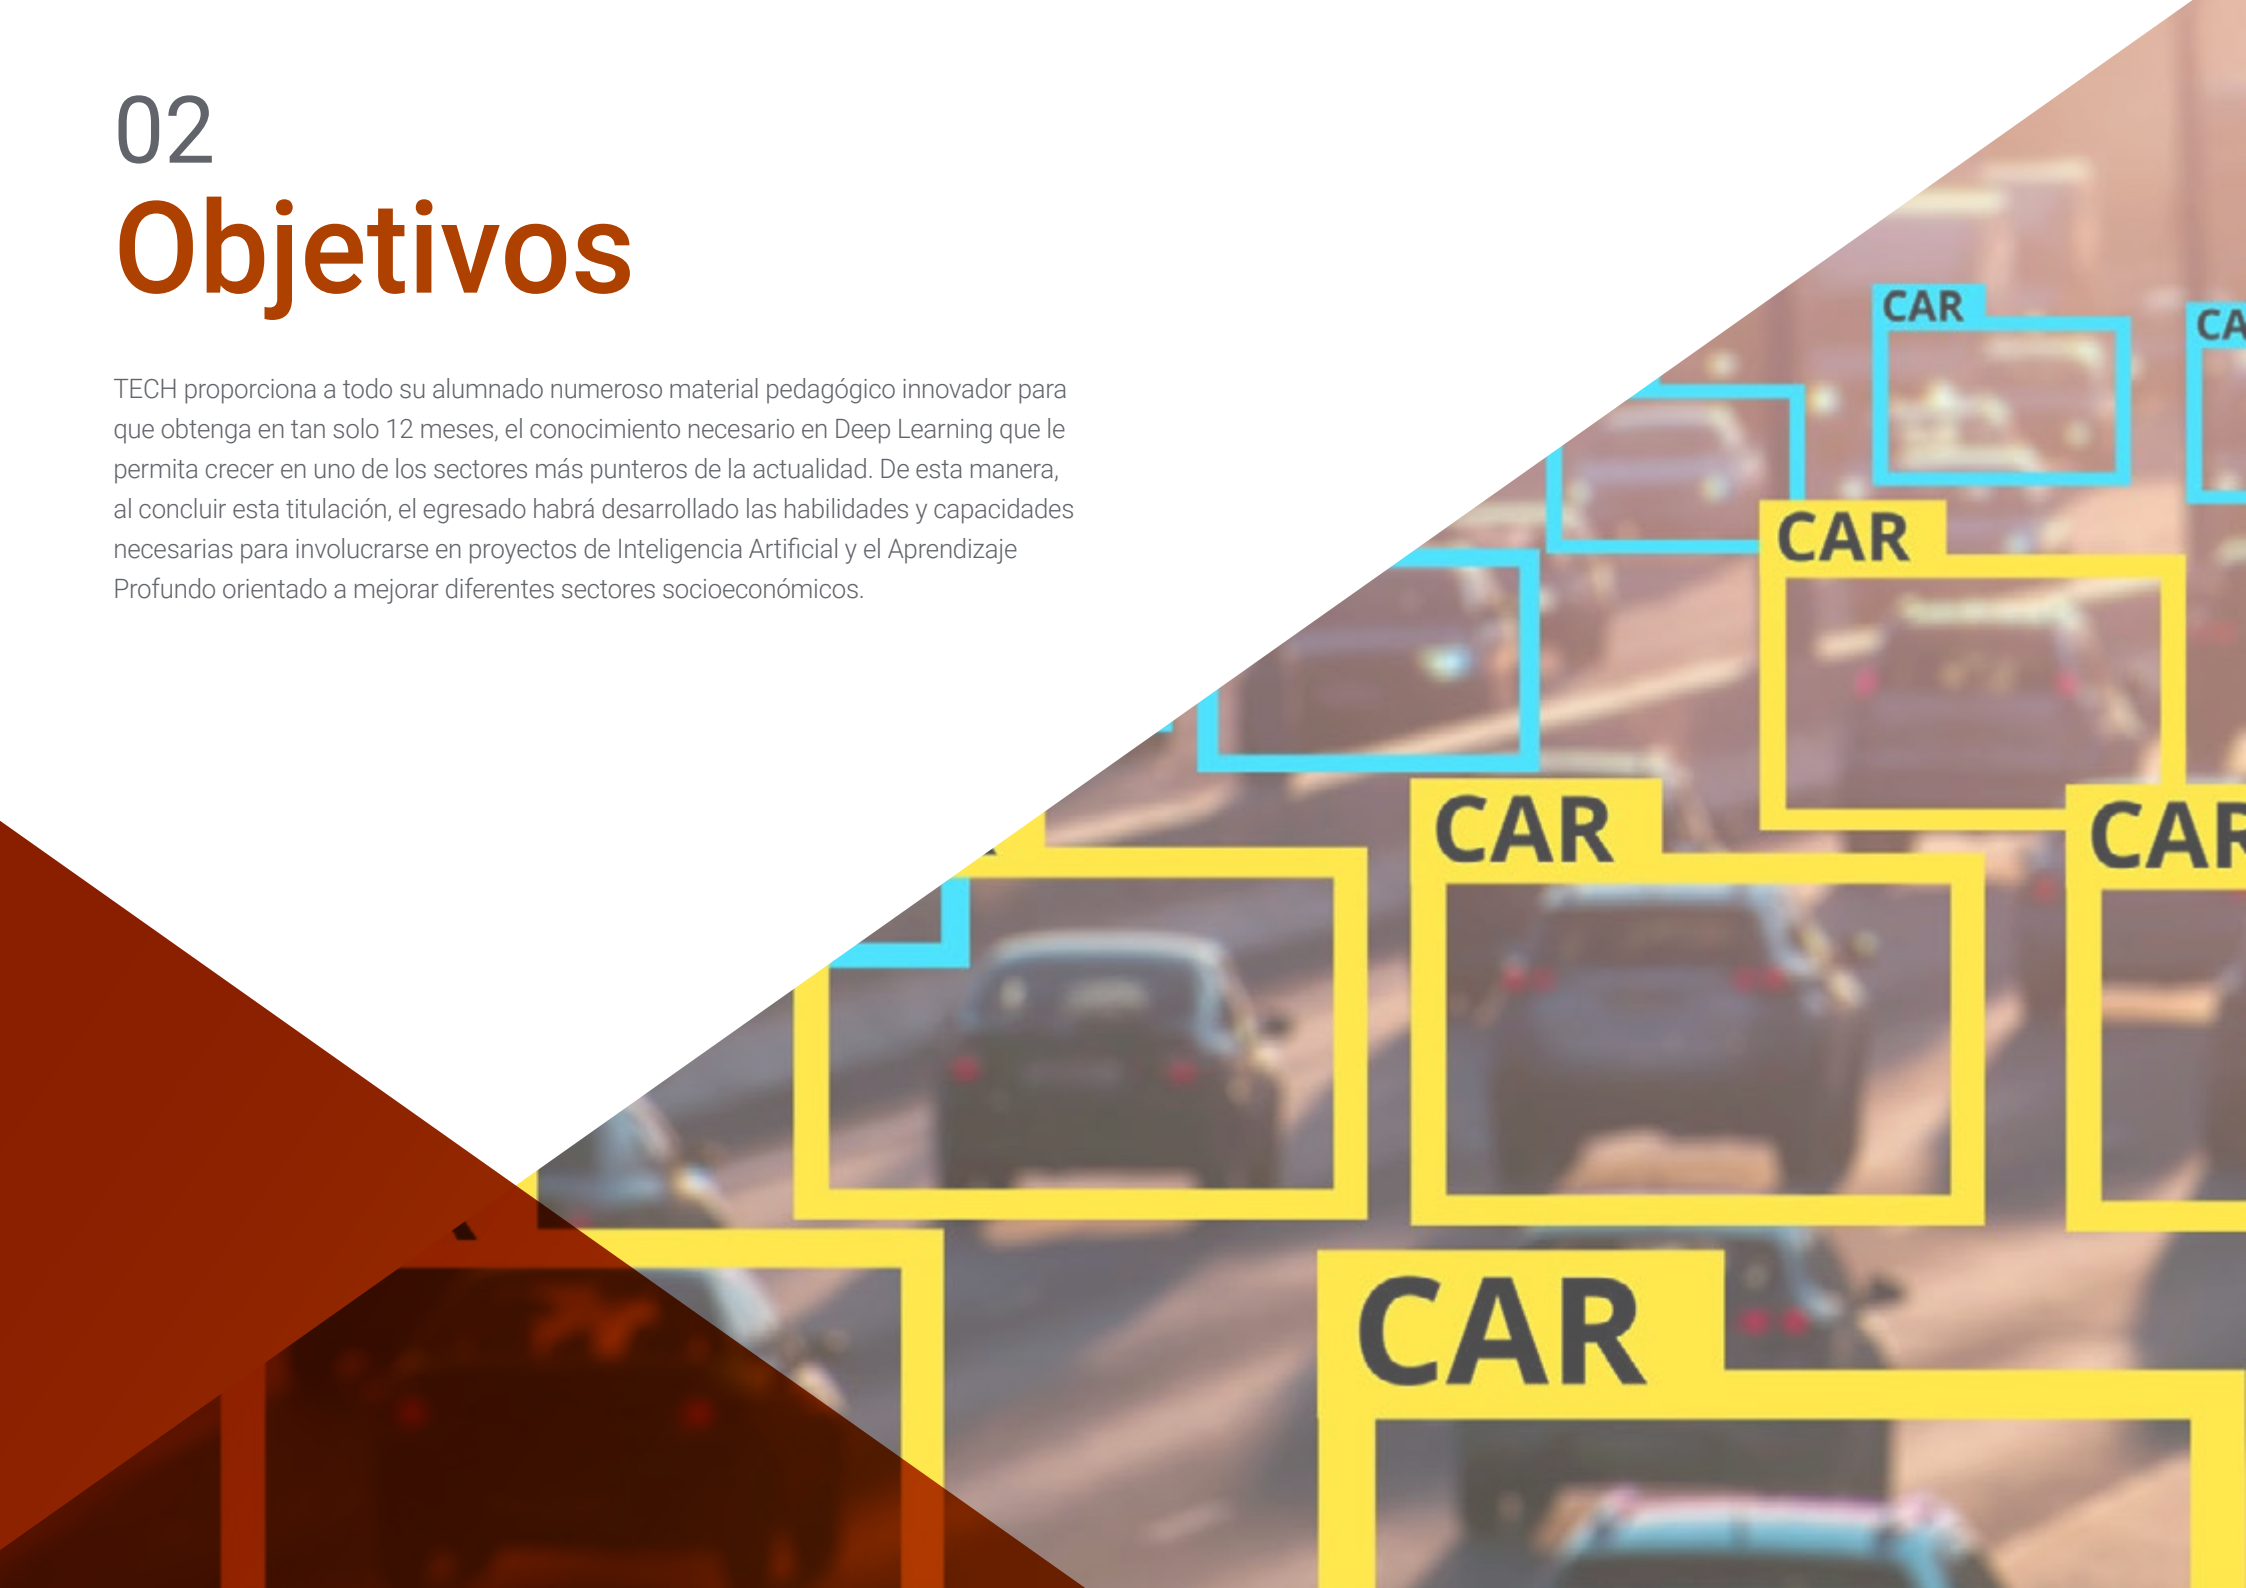 02
Objetivos
TECH proporciona a todo su alumnado numeroso material pedagógico innovador para
que obtenga en tan solo 12 meses, el conocimiento necesario en Deep Learning que le
permita crecer en uno de los sectores más punteros de la actualidad. De esta manera,
al concluir esta titulación, el egresado habrá desarrollado las habilidades y capacidades
necesarias para involucrarse en proyectos de Inteligencia Artificial y el Aprendizaje
Profundo orientado a mejorar diferentes sectores socioeconómicos.
CAR
CA
CAR
CAR
CAR
CAR